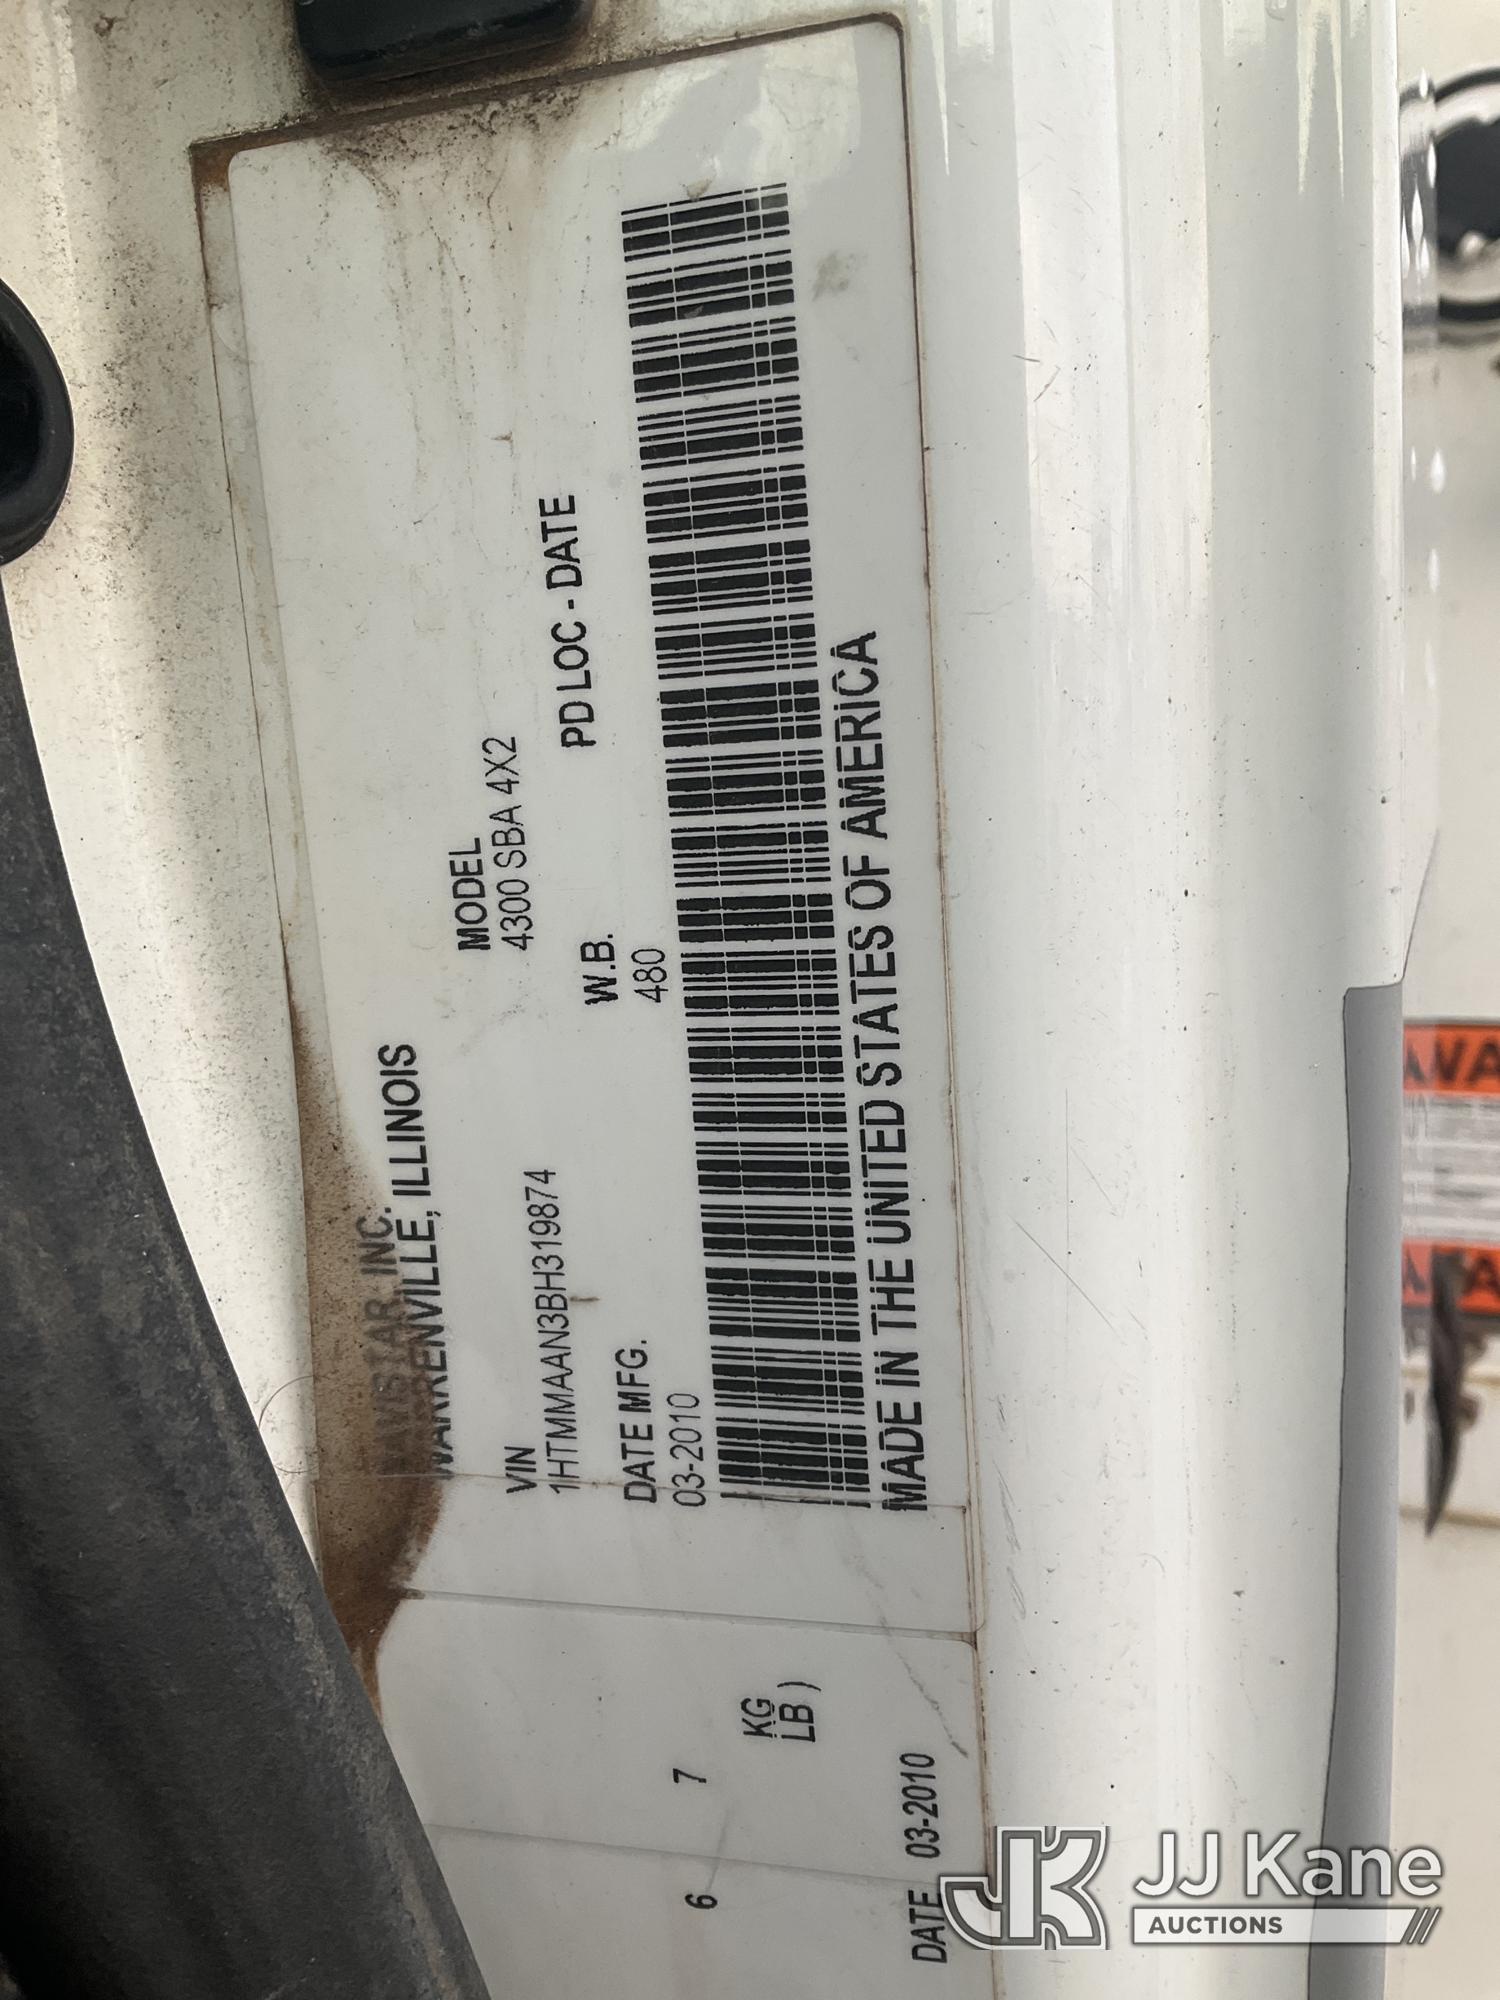 NAVISTAR, INC.
WARRENVILLE, ILLINOIS
VIN MODEL
1HTMMAAN3BH319874 4300 SBA 4X2
DATE MFG. W.B. PD LOC - DATE
03-2010 480
MADE IN THE UNITED STATES OF AMERICA
6 7
KG
LB )
DATE 03-2010
JJ Kane
AUCTIONS